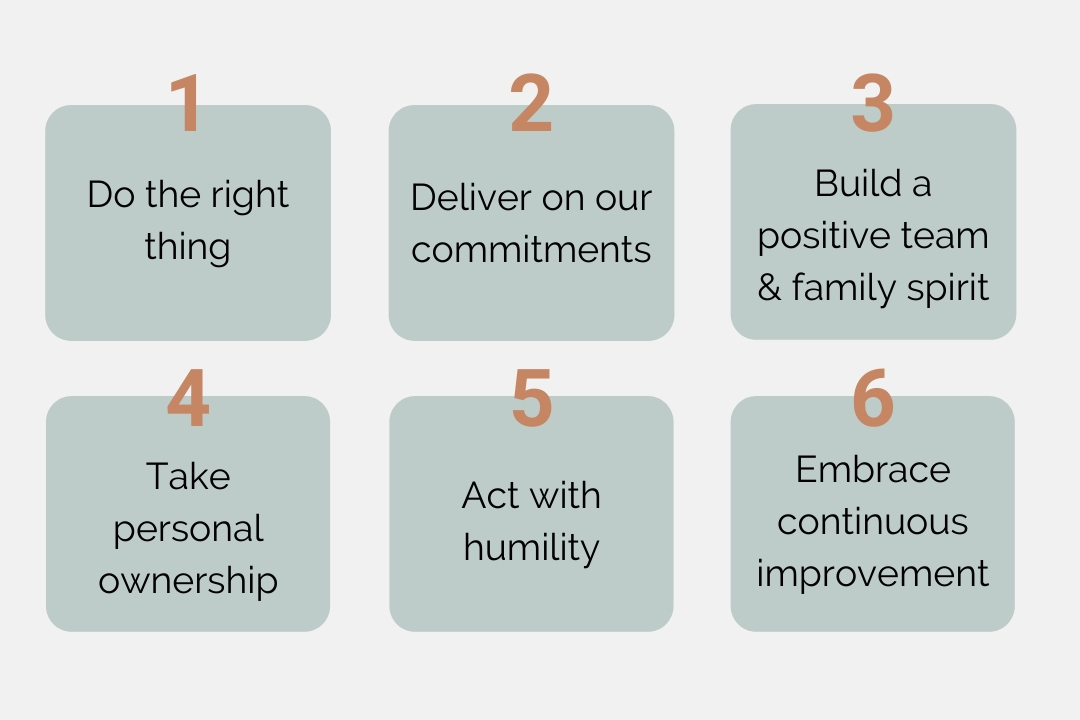 1
Do the right
thing
2
Deliver on our
commitments
3
Build a
positive team
& family spirit
4
Take
personal
ownership
5
Act with
humility
6
Embrace
continuous
improvement